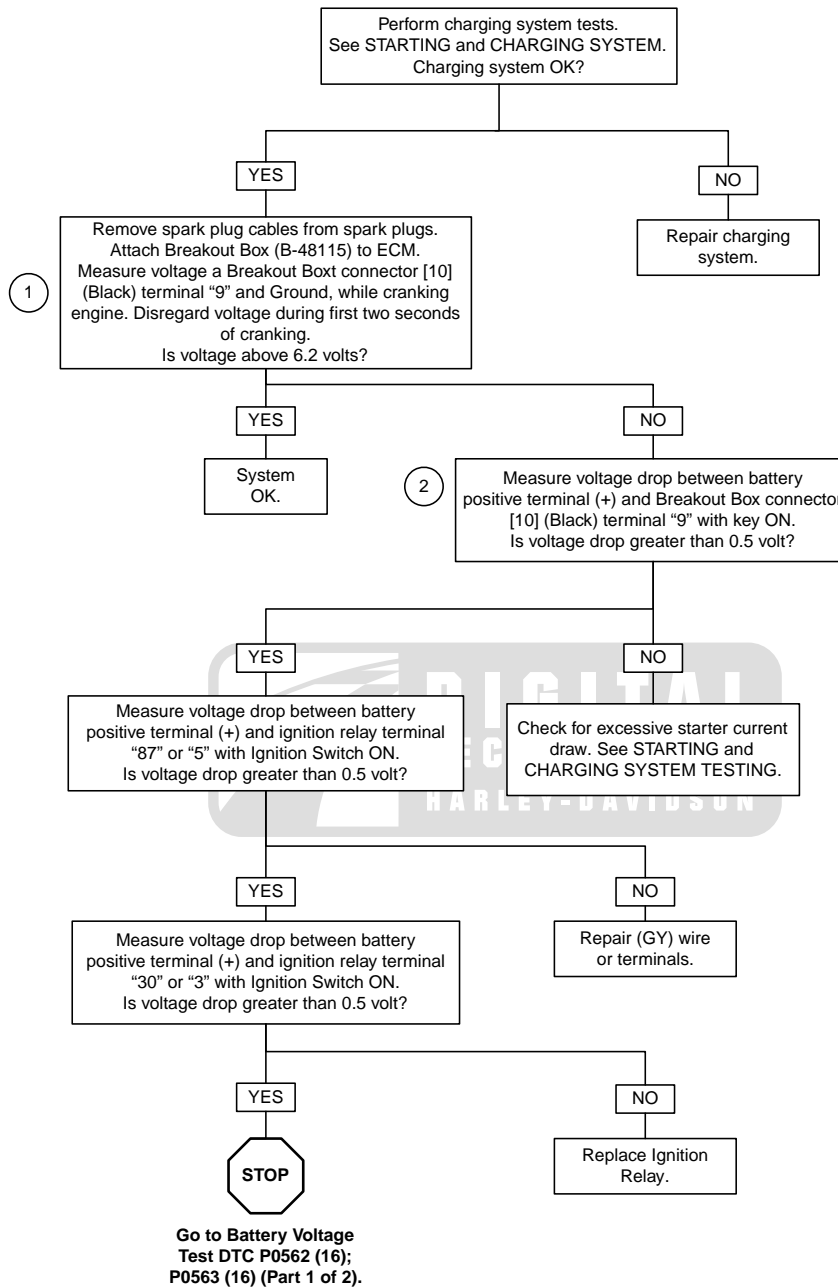 Perform charging system tests.
See STARTING and CHARGING SYSTEM.
Charging system OK?
YES
NO
Remove spark plug cables from spark plugs.
Attach Breakout Box (B-48115) to ECM.
Measure voltage a Breakout Boxt connector [10]
(Black) terminal “9” and Ground, while cranking
engine. Disregard voltage during first two seconds
of cranking.
Is voltage above 6.2 volts?
1
Repair charging
system.
YES
NO
System
OK.
2
Measure voltage drop between battery
positive terminal (+) and Breakout Box connector
[10] (Black) terminal “9” with key ON.
Is voltage drop greater than 0.5 volt?
YES
NO
Measure voltage drop between battery
positive terminal (+) and ignition relay terminal
“87” or “5” with Ignition Switch ON.
Is voltage drop greater than 0.5 volt?
Check for excessive starter current
draw. See STARTING and
CHARGING SYSTEM TESTING.
DIGITAL
HARLEY-DAVIDSON
YES
NO
Measure voltage drop between battery
positive terminal (+) and ignition relay terminal
“30” or “3” with Ignition Switch ON.
Is voltage drop greater than 0.5 volt?
Repair (GY) wire
or terminals.
YES
NO
STOP
Replace Ignition
Relay.
Go to Battery Voltage
Test DTC P0562 (16);
P0563 (16) (Part 1 of 2).